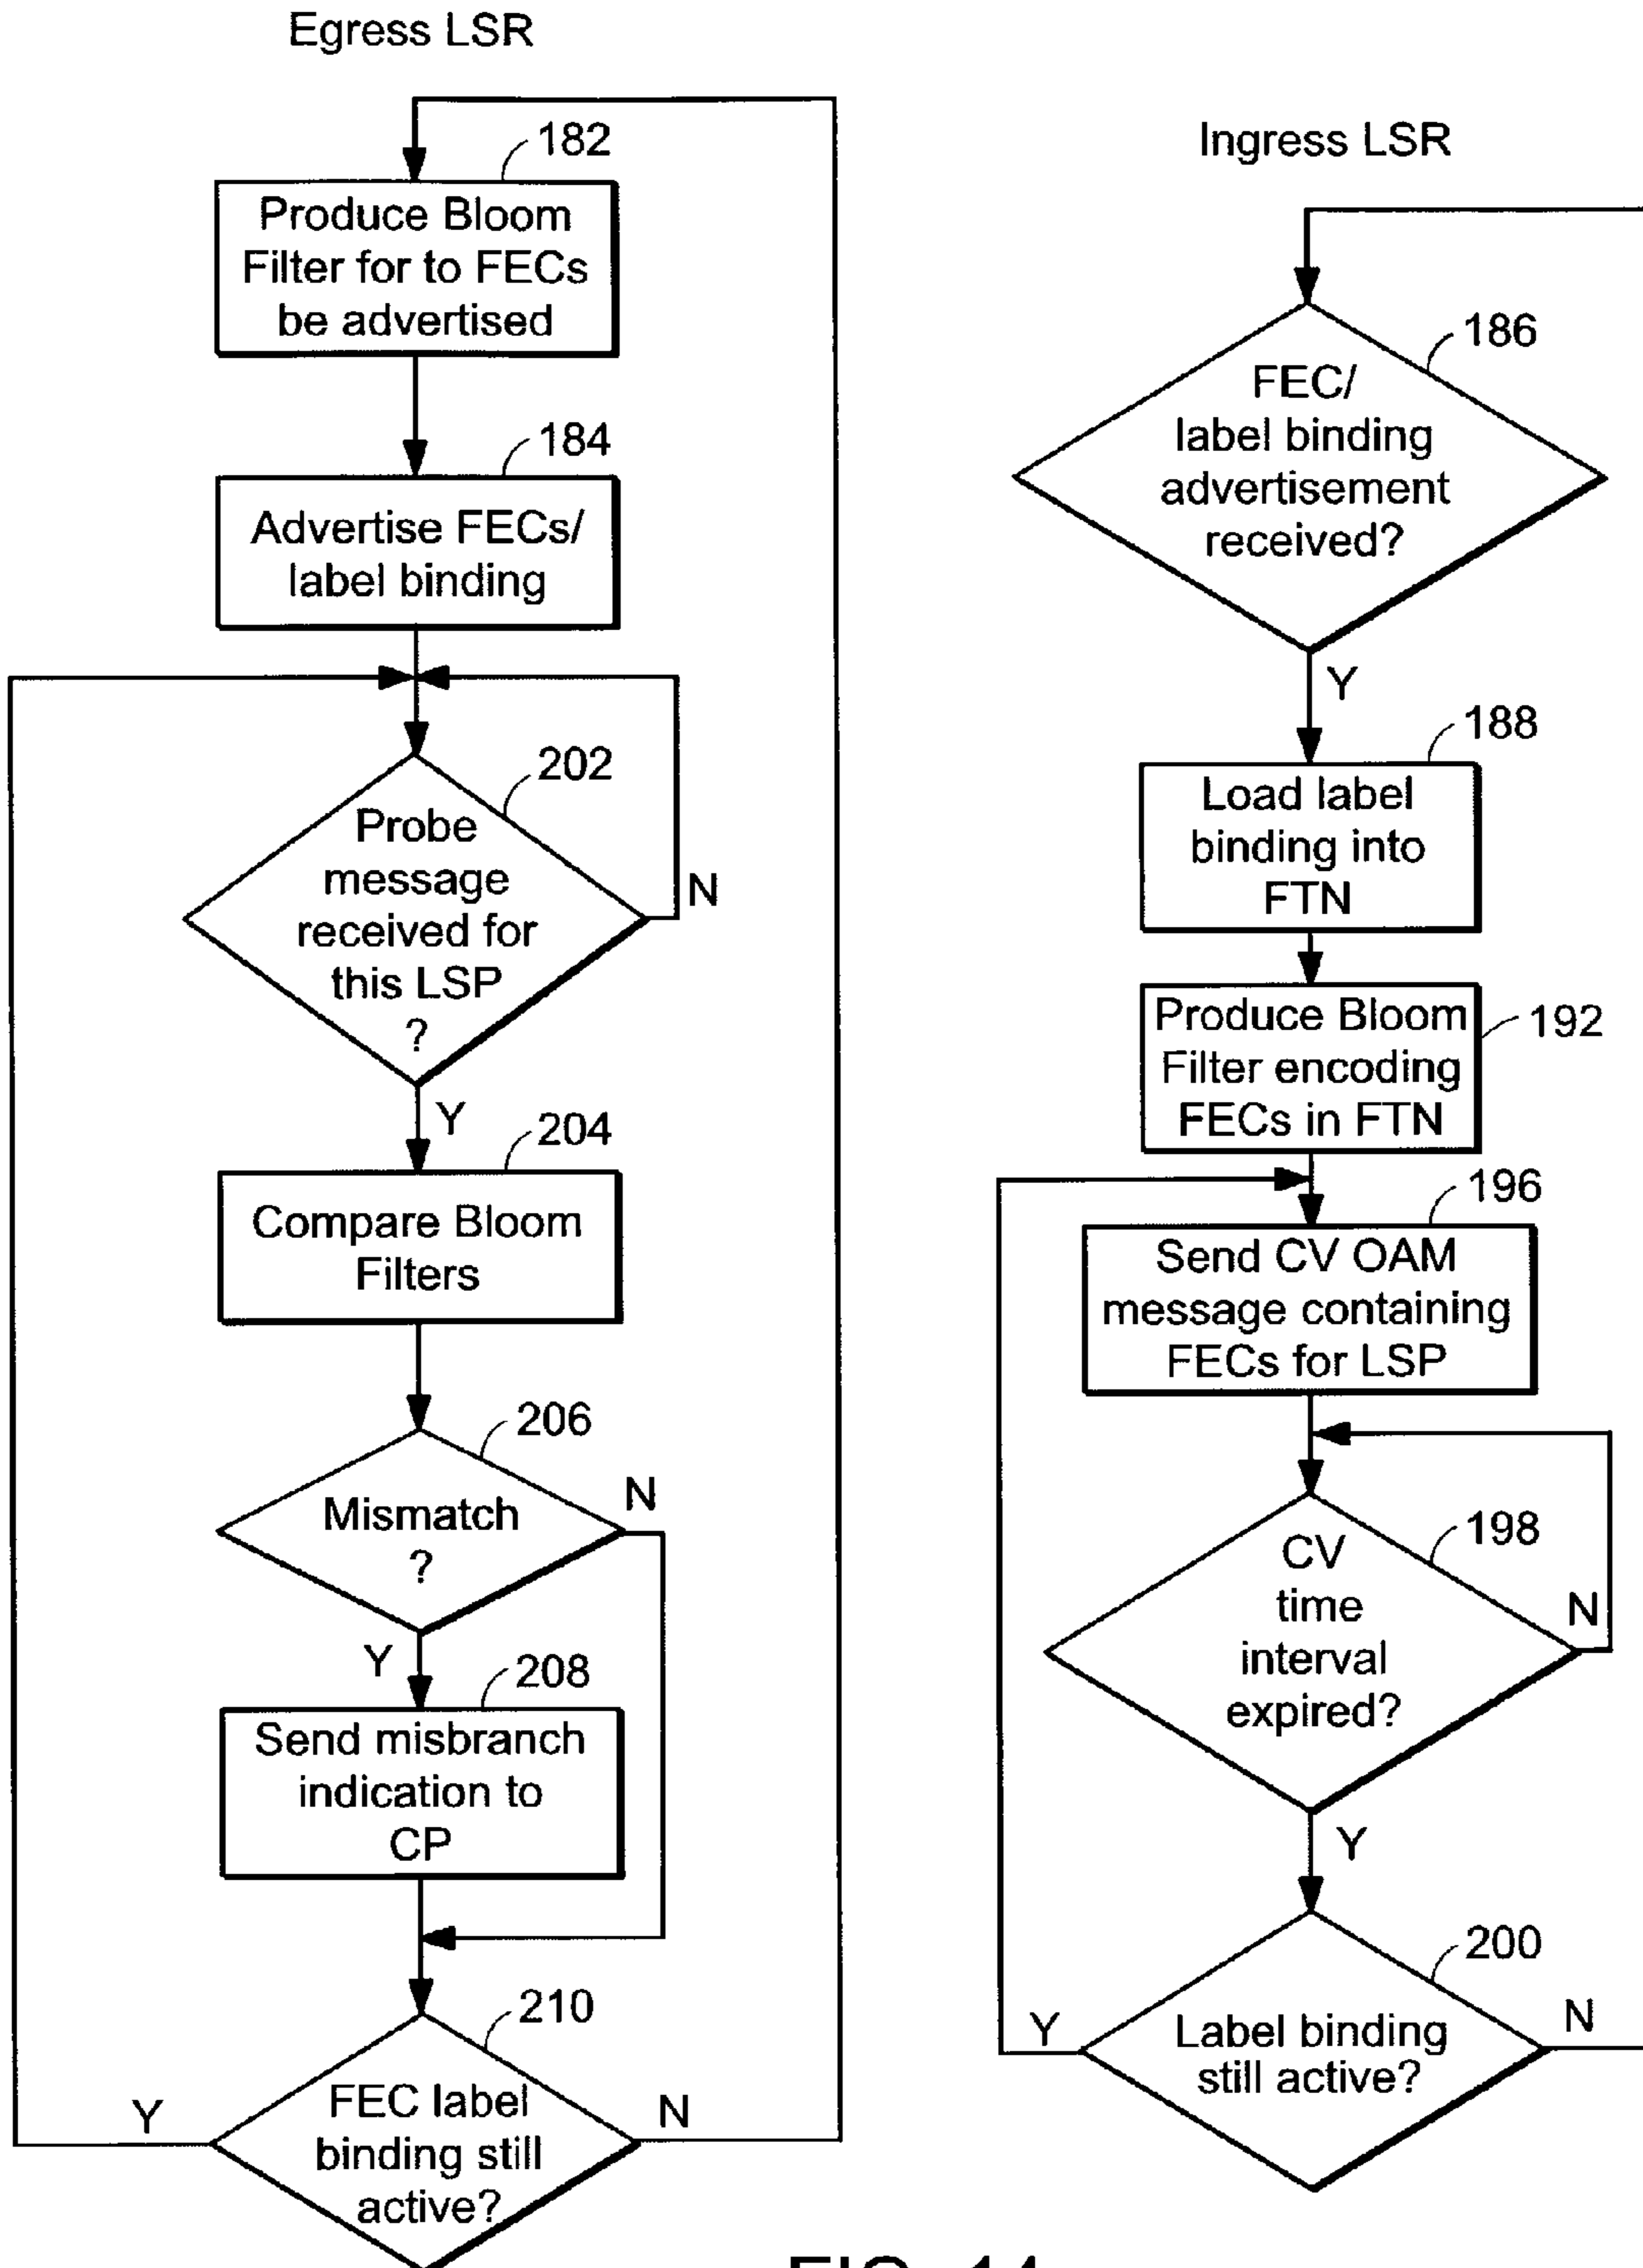 Egress LSR
182
Produce Bloom
Filter for to FECs
be advertised
184
Advertise FECs/
label binding
202
Probe
message
received for
this LSP
?
N
Y
204
Compare Bloom
Filters
206
Mismatch
?
N
Y
208
Send misbranch
indication to
CP
210
FEC label
binding still
active?
Y
N
Ingress LSR
186
FEC/
label binding
advertisement
received?
Y
188
Load label
binding into
FTN
192
Produce Bloom
Filter encoding
FECs in FTN
196
Send CV OAM
message containing
FECs for LSP
198
CV
time
interval
expired?
N
Y
200
Label binding
still active?
Y
N